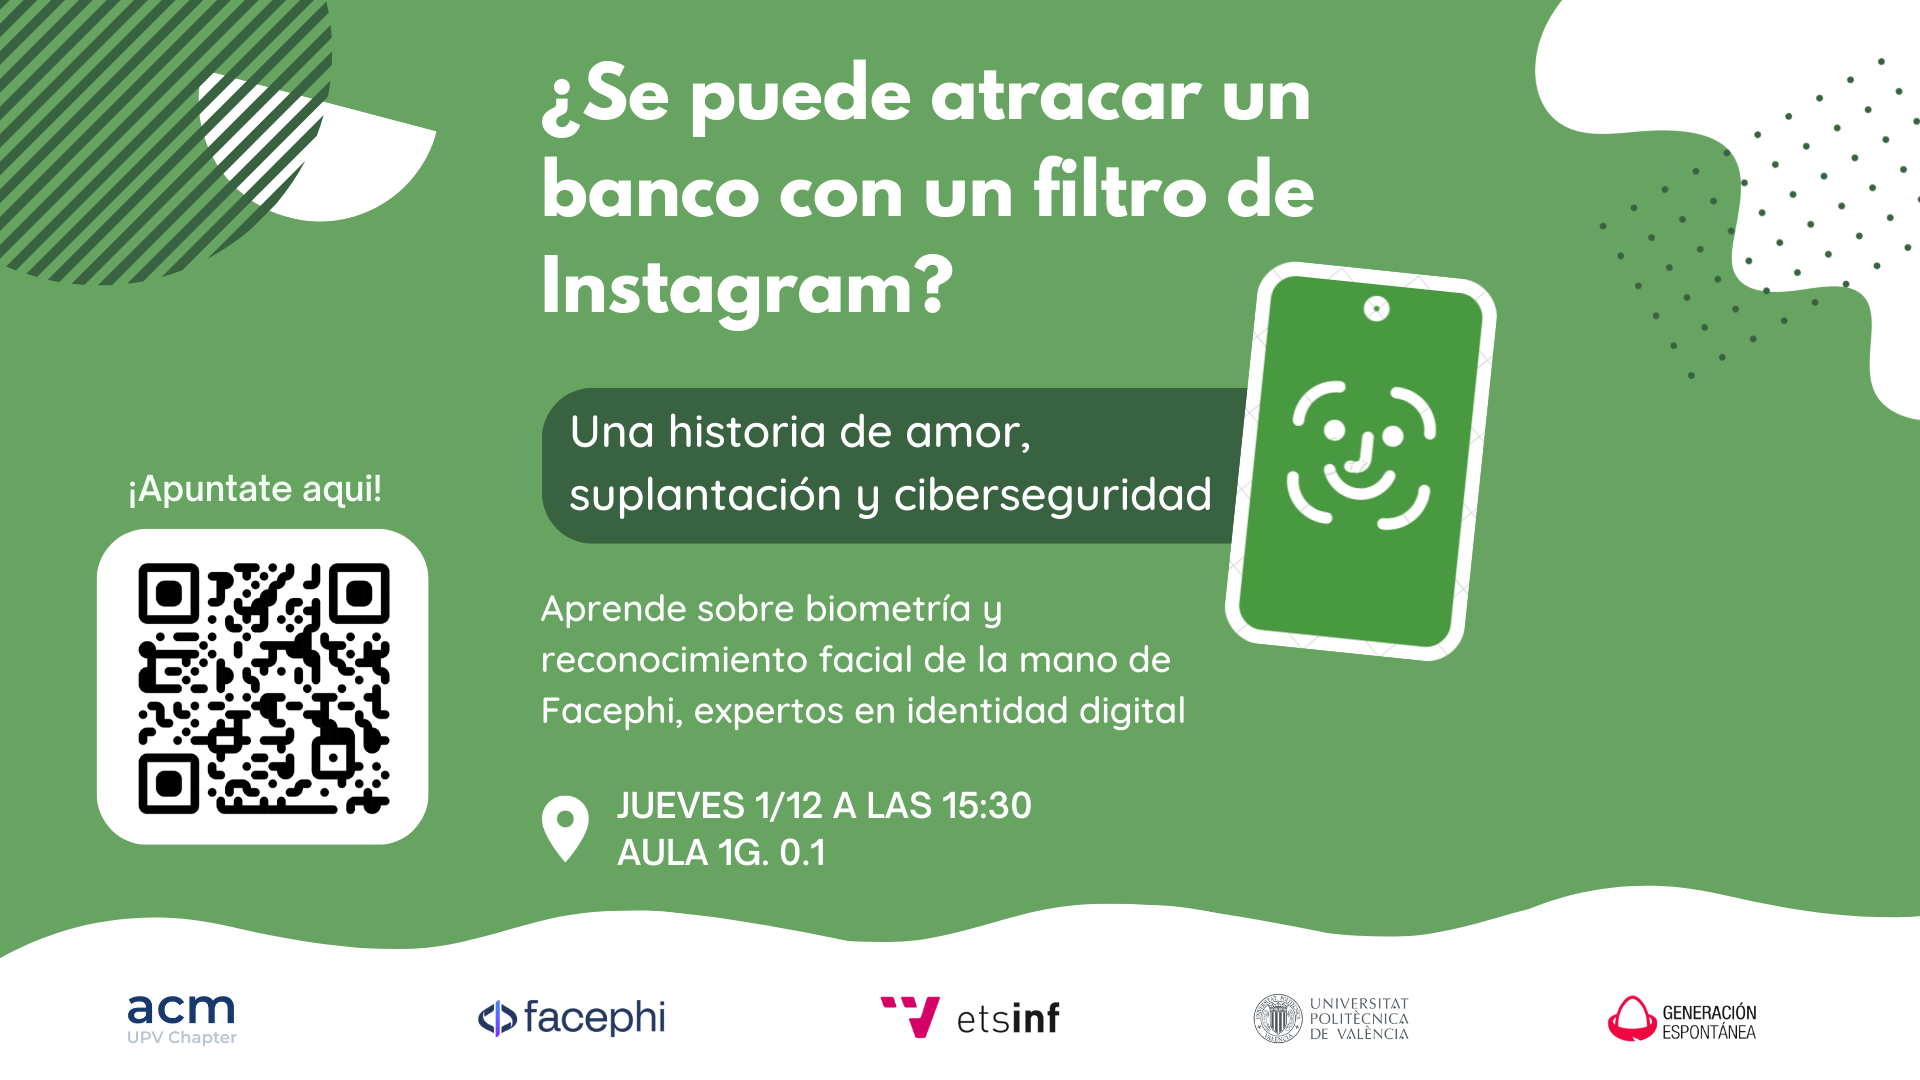 ¿Se puede atracar un
banco con un filtro de
Instagram?
Una historia de amor,
suplantación y ciberseguridad
¡Apuntate aqui!
Aprende sobre biometría y
reconocimiento facial de la mano de
Facephi, expertos en identidad digital
JUEVES 1/12 A LAS 15:30
AULA 1G. 0.1
acm
UPV Chapter
facephi
etsinf
UNIVERSITAT
POLITÈCNICA
DE VALÈNCIA
GENERACIÓN
ESPONTÁNEA